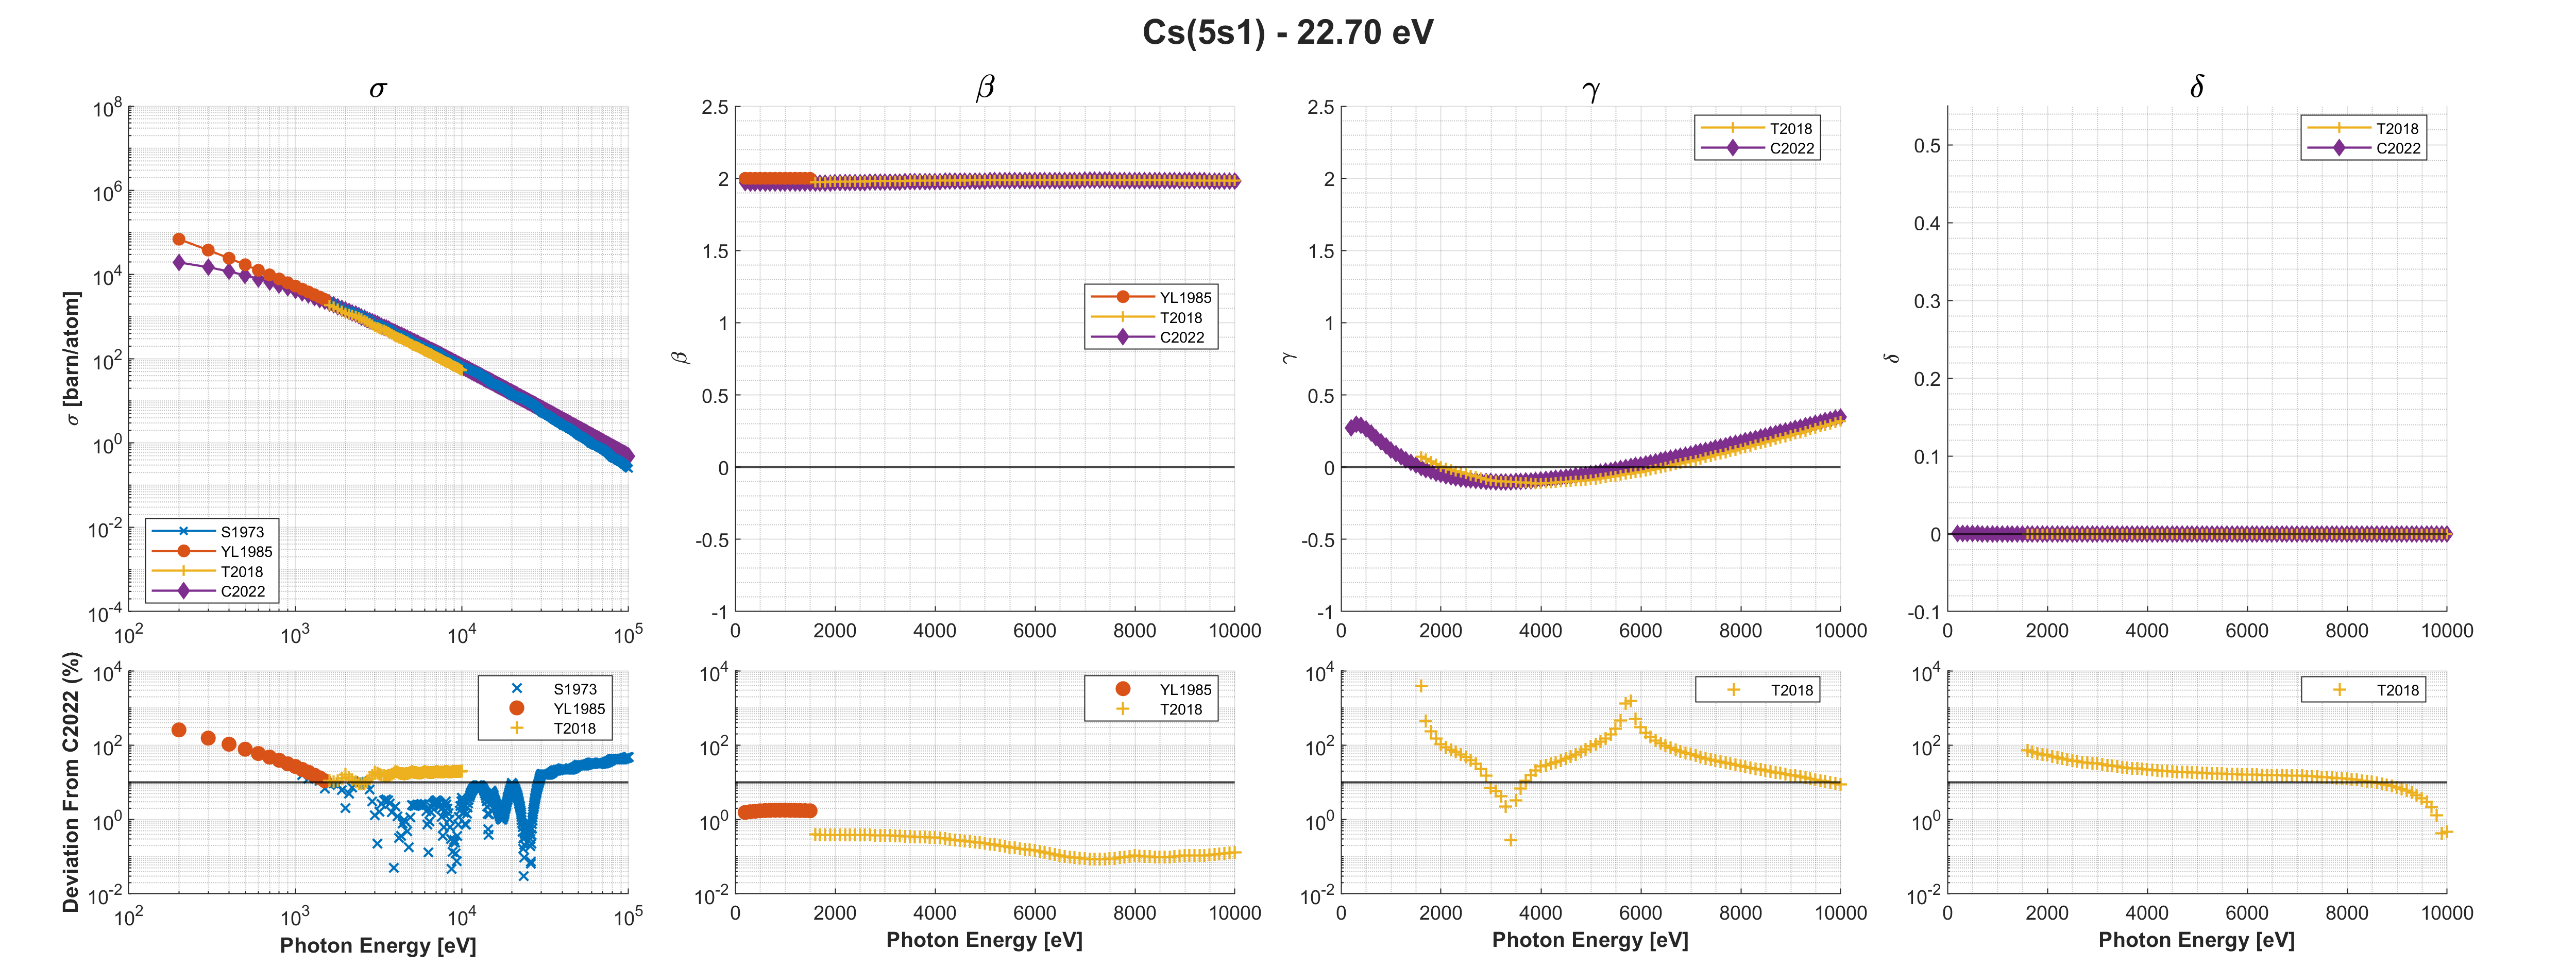 Cs(5s1) - 22.70 eV
σ
10^8
10^6
10^4
10^2
10^0
10^-2
10^-4
10^2 10^3 10^4 10^5
σ [barn/atom]
S1973
YL1985
T2018
C2022
β
2.5
2
1.5
1
0.5
0
-0.5
-1
0 2000 4000 6000 8000 10000
β
YL1985
T2018
C2022
γ
2.5
2
1.5
1
0.5
0
-0.5
-1
0 2000 4000 6000 8000 10000
γ
T2018
C2022
δ
0.5
0.4
0.3
0.2
0.1
0
-0.1
0 2000 4000 6000 8000 10000
δ
T2018
C2022
Deviation From C2022 (%)
10^4
10^2
10^0
10^-2
10^2 10^3 10^4 10^5
Photon Energy [eV]
S1973
YL1985
T2018
10^4
10^2
10^0
10^-2
0 2000 4000 6000 8000 10000
Photon Energy [eV]
YL1985
T2018
10^4
10^2
10^0
10^-2
0 2000 4000 6000 8000 10000
Photon Energy [eV]
T2018
10^4
10^2
10^0
10^-2
0 2000 4000 6000 8000 10000
Photon Energy [eV]
T2018